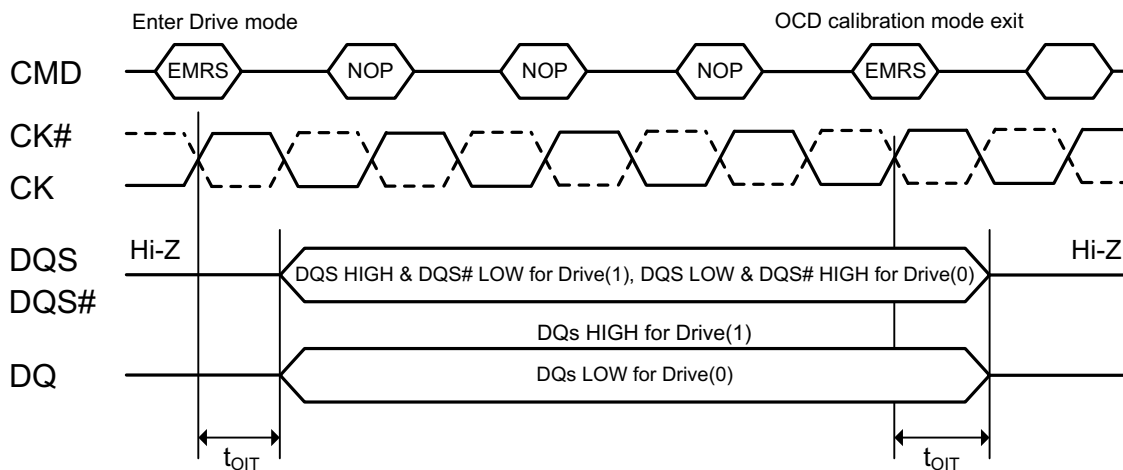 Enter Drive mode
OCD calibration mode exit
CMD
EMRS
NOP
NOP
NOP
EMRS
CK#
CK
Hi-Z
Hi-Z
DQS
DQS HIGH & DQS# LOW for Drive(1), DQS LOW & DQS# HIGH for Drive(0)
DQS#
DQs HIGH for Drive(1)
DQ
DQs LOW for Drive(0)
tOIT
tOIT